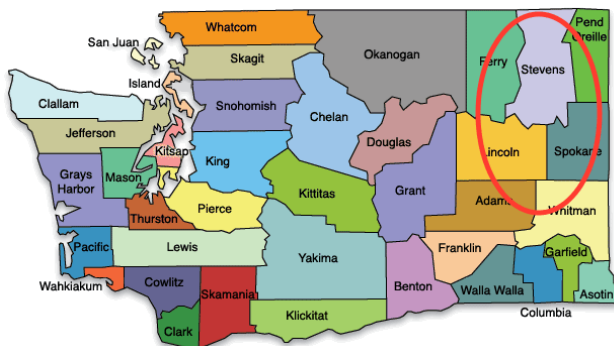 San Juan
Whatcom
Skagit
Island
Clallam
Snohomish
Jefferson
Kitsap
Grays
Harbor
Mason
King
Thurston
Pierce
Pacific
Lewis
Wahkiakum
Cowlitz
Skamania
Clark
Okanogan
Chelan
Douglas
Kittitas
Grant
Yakima
Klickitat
Benton
Ferry
Stevens
Pend
Oreille
Lincoln
Spokane
Adams
Whitman
Franklin
Garfield
Walla Walla
Asotin
Columbia